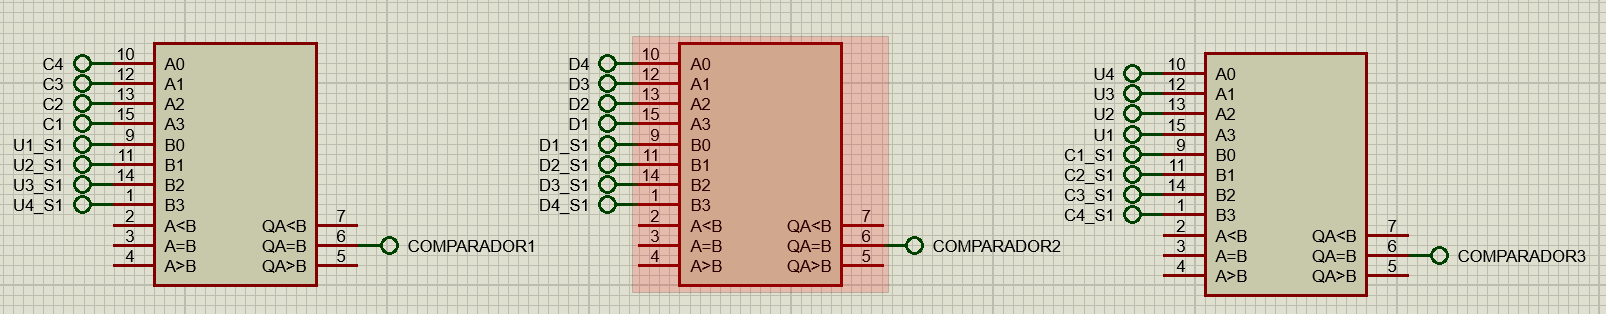 C4 10 A0
C3 12 A1
C2 13 A2
C1 15 A3
U1_S1 9 B0
U2_S1 11 B1
U3_S1 14 B2
U4_S1 1 B3
2 A<B QA<B 7
3 A=B QA=B 6 COMPARADOR1
4 A>B QA>B 5
D4 10 A0
D3 12 A1
D2 13 A2
D1 15 A3
D1_S1 9 B0
D2_S1 11 B1
D3_S1 14 B2
D4_S1 1 B3
2 A<B QA<B 7
3 A=B QA=B 6 COMPARADOR2
4 A>B QA>B 5
U4 10 A0
U3 12 A1
U2 13 A2
U1 15 A3
C1_S1 9 B0
C2_S1 11 B1
C3_S1 14 B2
C4_S1 1 B3
2 A<B QA<B 7
3 A=B QA=B 6 COMPARADOR3
4 A>B QA>B 5